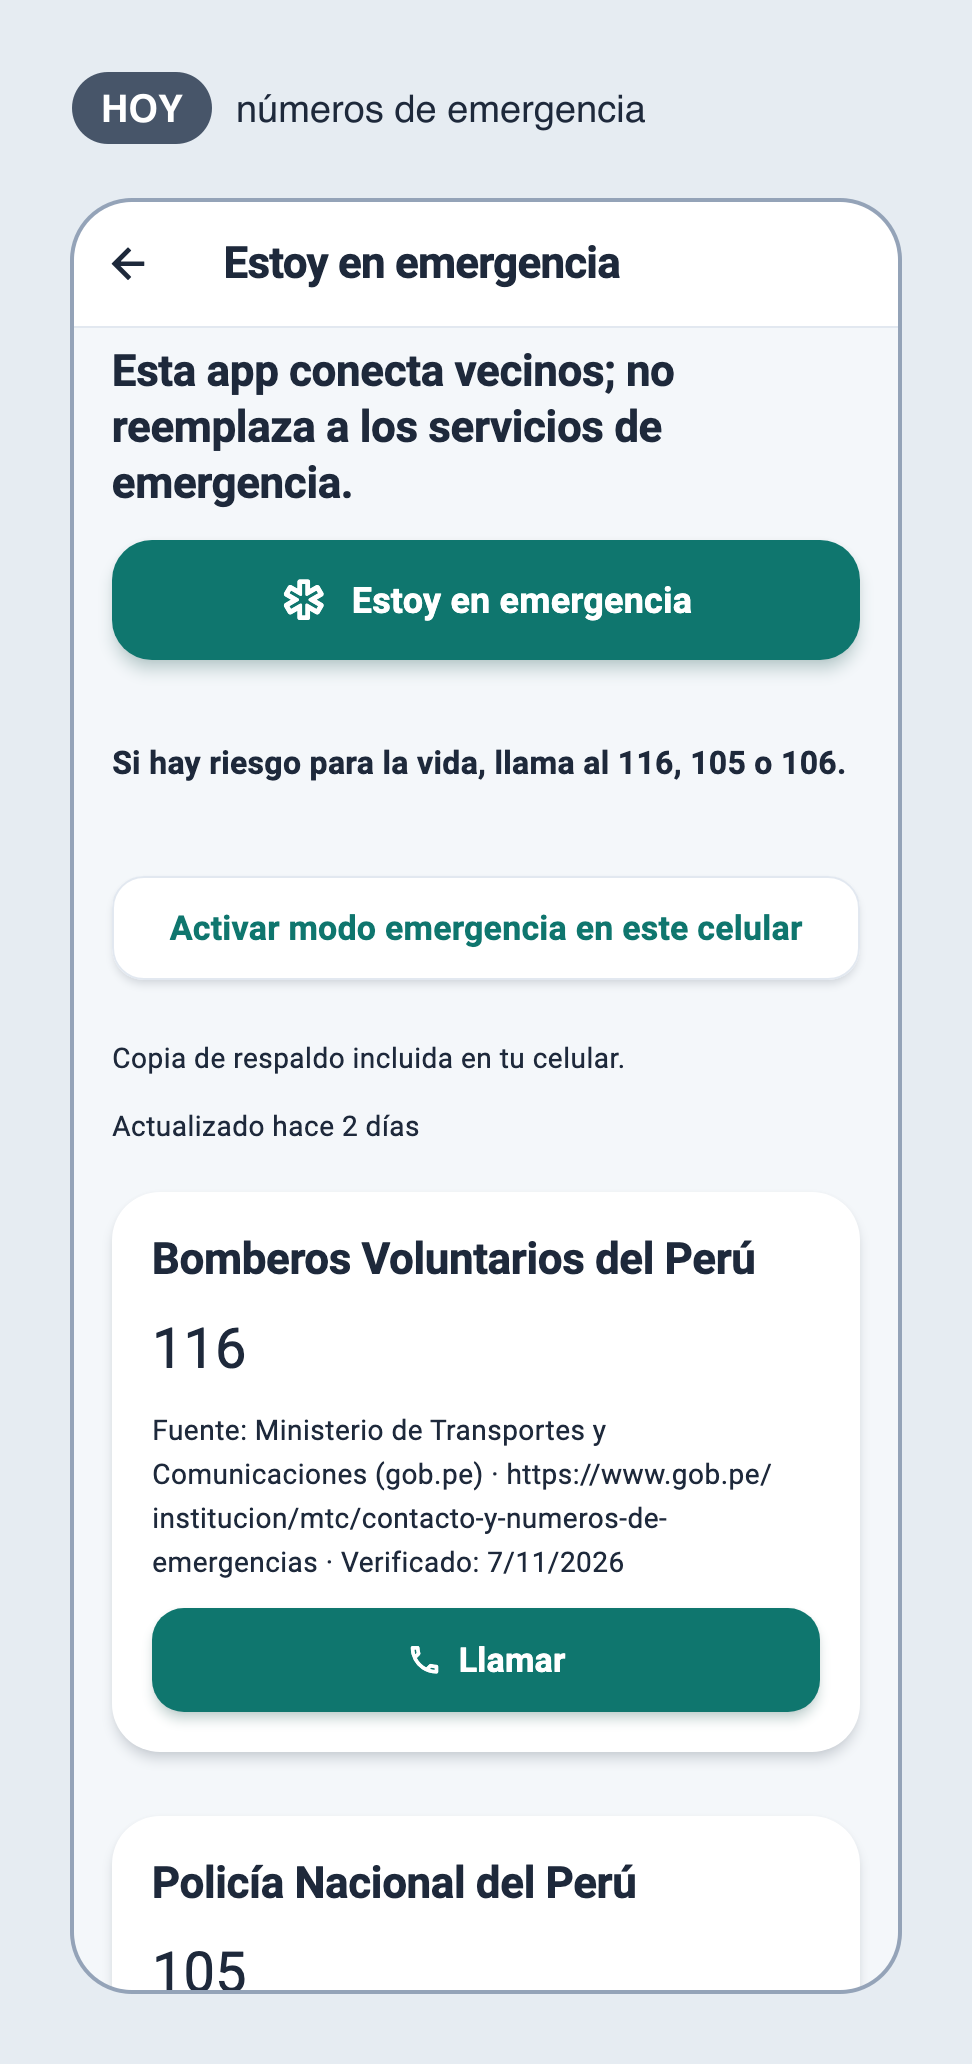 HOY números de emergencia
Estoy en emergencia
Esta app conecta vecinos; no
reemplaza a los servicios de
emergencia.
Estoy en emergencia
Si hay riesgo para la vida, llama al 116, 105 o 106.
Activar modo emergencia en este celular
Copia de respaldo incluida en tu celular.
Actualizado hace 2 días
Bomberos Voluntarios del Perú
116
Fuente: Ministerio de Transportes y
Comunicaciones (gob.pe) · https://www.gob.pe/
institucion/mtc/contacto-y-numeros-de-
emergencias · Verificado: 7/11/2026
Llamar
Policía Nacional del Perú
105